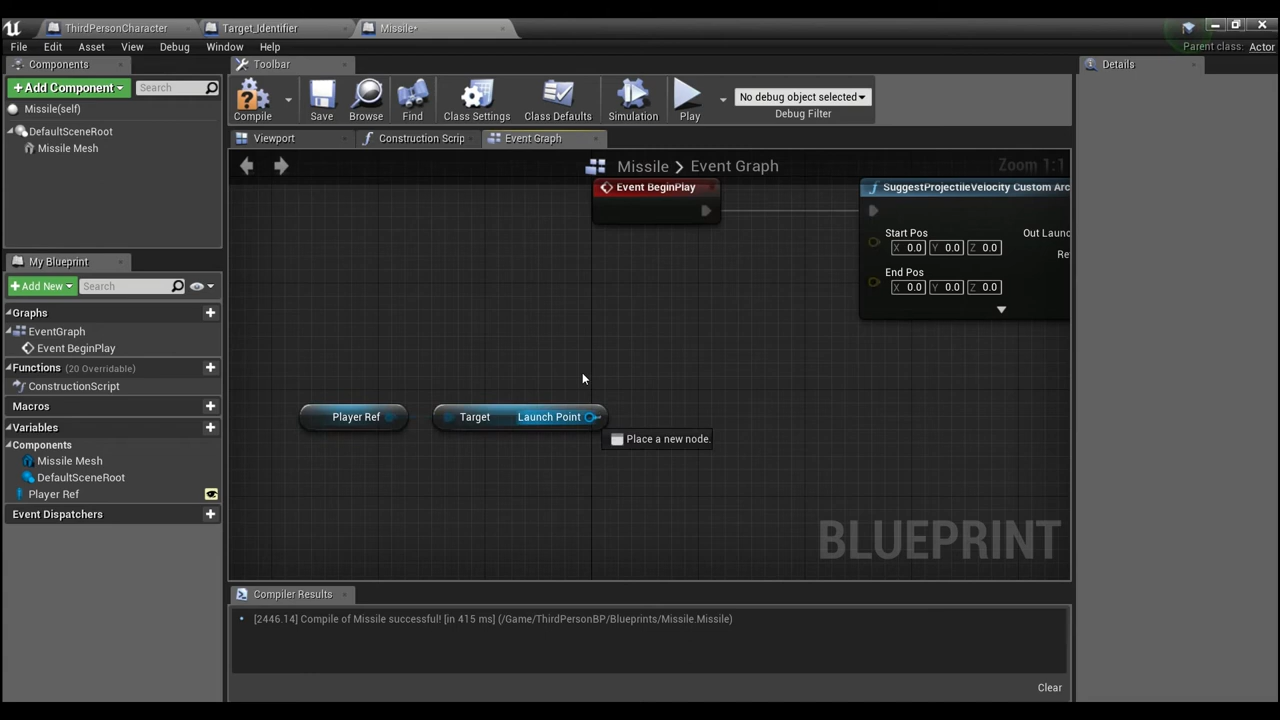 ThirdPersonCharacter
Target_Identifier
Missile•
File Edit Asset View Debug Window Help
Parent class: Actor
Components
Toolbar
Details
+Add Component
Search
Missile(self)
DefaultSceneRoot
Missile Mesh
Compile
Save
Browse
Find
Class Settings
Class Defaults
Simulation
Play
No debug object selected
Debug Filter
Viewport
Construction Scrip
Event Graph
Missile > Event Graph
Zoom 1:1
My Blueprint
+Add New
Search
Graphs
EventGraph
Event BeginPlay
Functions (20 Overridable)
ConstructionScript
Macros
Variables
Components
Missile Mesh
DefaultSceneRoot
Player Ref
Event Dispatchers
Event BeginPlay
SuggestProjectileVelocity Custom Arc
Start Pos
Out Launc
X 0.0 Y 0.0 Z 0.0
Re
End Pos
X 0.0 Y 0.0 Z 0.0
Player Ref
Target Launch Point
Place a new node.
BLUEPRINT
Compiler Results
• [2446.14] Compile of Missile successful! [in 415 ms] (/Game/ThirdPersonBP/Blueprints/Missile.Missile)
Clear